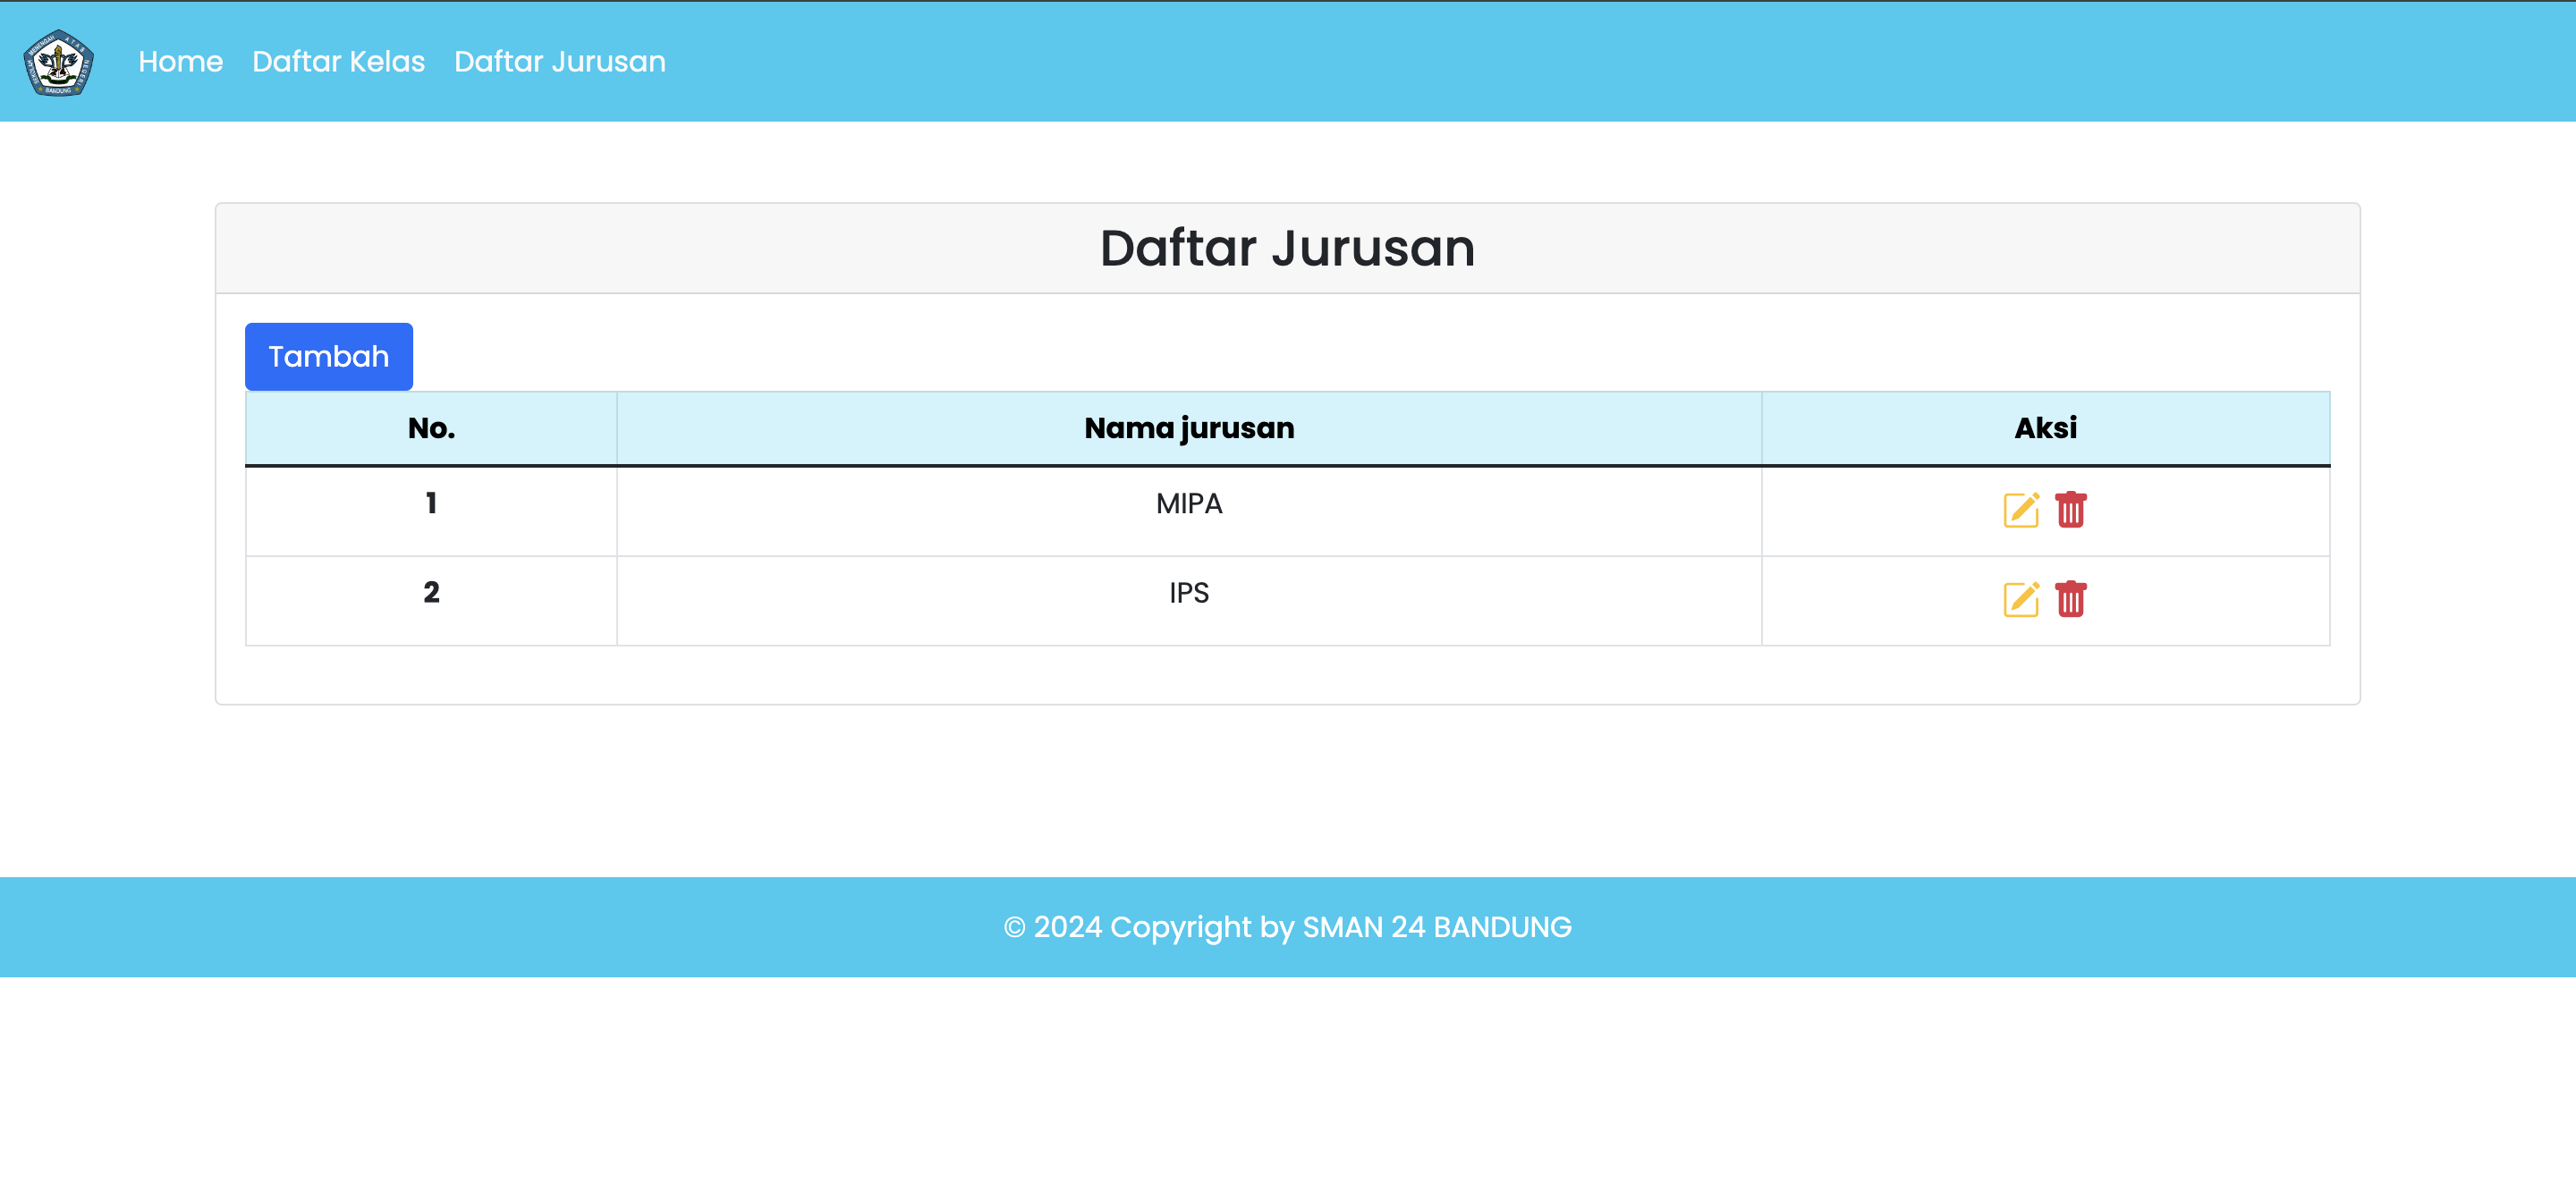 Home Daftar Kelas Daftar Jurusan
Daftar Jurusan
Tambah
No. Nama jurusan Aksi
1 MIPA
2 IPS
© 2024 Copyright by SMAN 24 BANDUNG